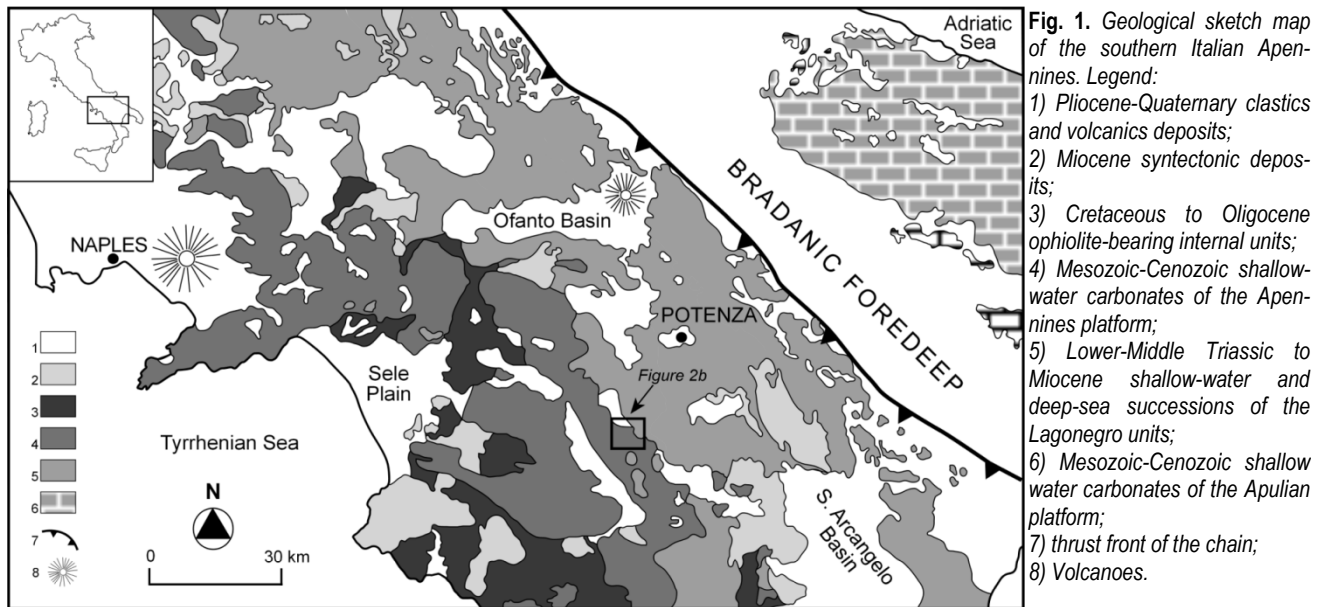 Adriatic
Sea
BRADANIC FOREDEEP
Ofanto Basin
NAPLES
POTENZA
Figure 2b
Sele
Plain
Tyrrhenian Sea
S. Arcangelo
Basin
N
0 30 km
1
2
3
4
5
6
7
8
Fig. 1. Geological sketch map
of the southern Italian Apen-
nines. Legend:
1) Pliocene-Quaternary clastics
and volcanics deposits;
2) Miocene syntectonic depos-
its;
3) Cretaceous to Oligocene
ophiolite-bearing internal units;
4) Mesozoic-Cenozoic shallow-
water carbonates of the Apen-
nines platform;
5) Lower-Middle Triassic to
Miocene shallow-water and
deep-sea successions of the
Lagonegro units;
6) Mesozoic-Cenozoic shallow
water carbonates of the Apulian
platform;
7) thrust front of the chain;
8) Volcanoes.